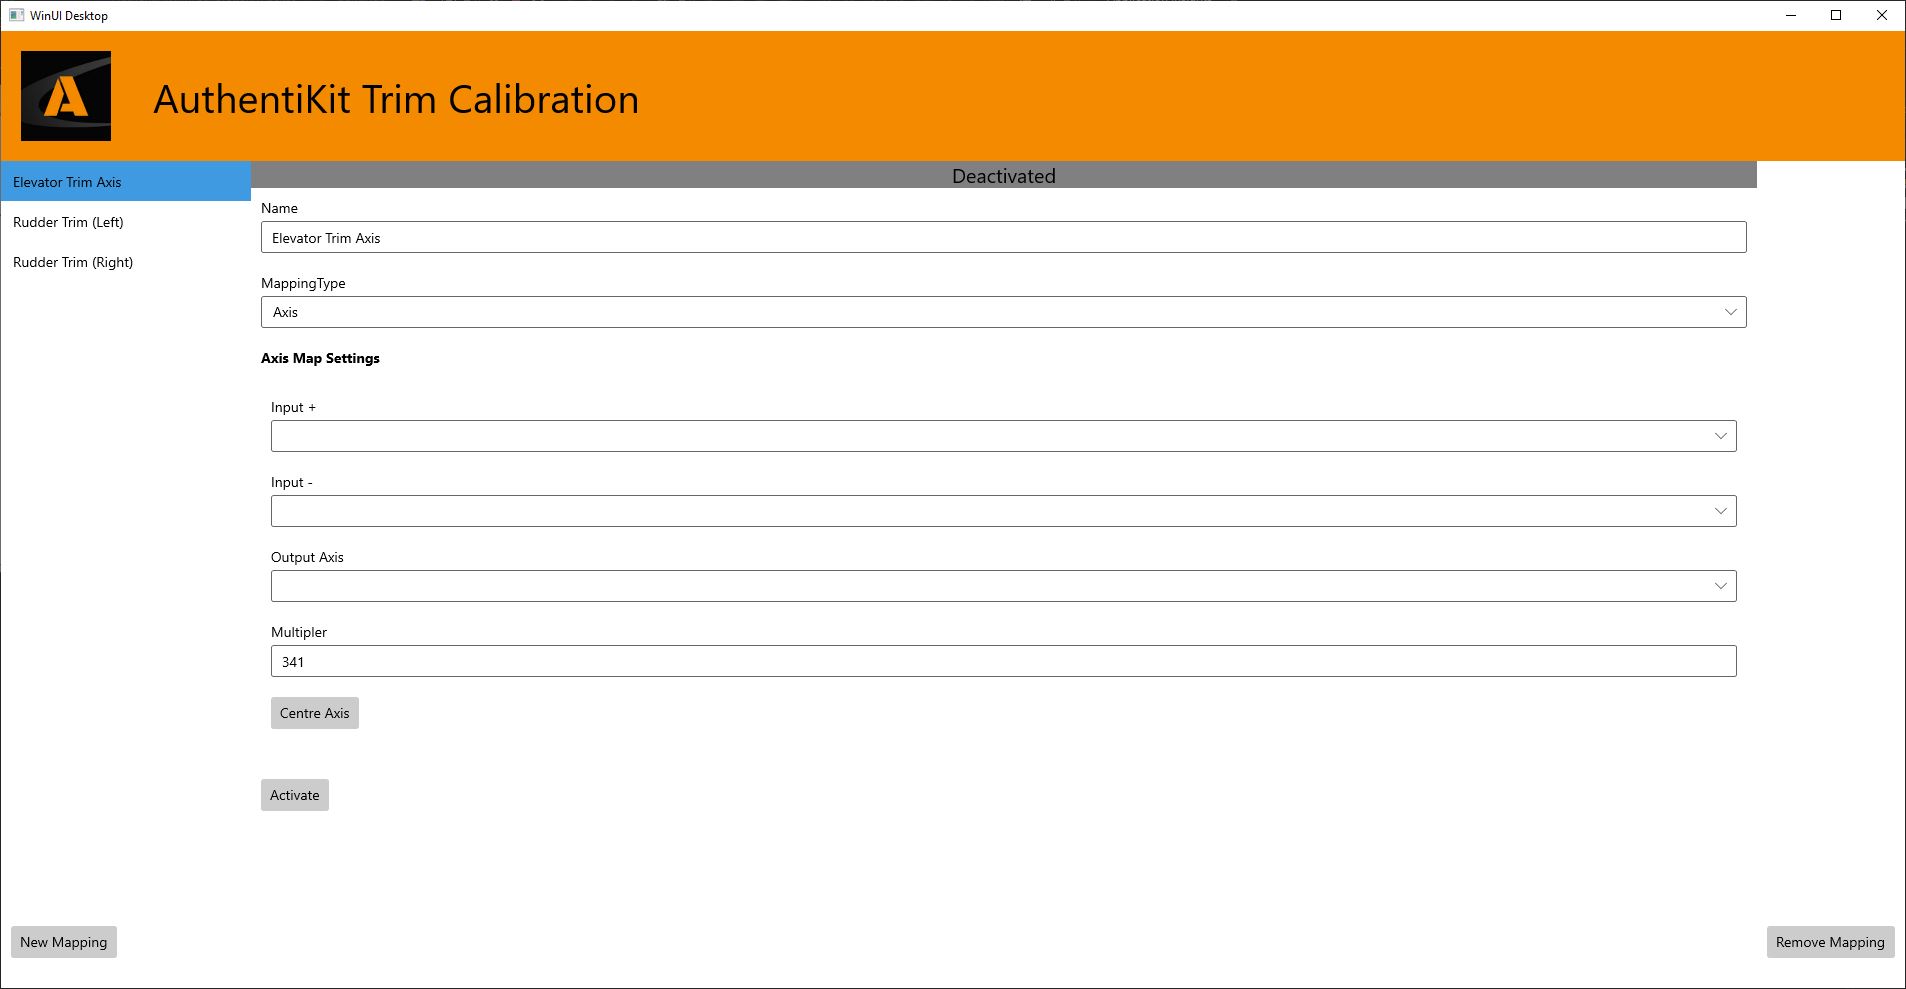 WinUI Desktop
A
AuthentiKit Trim Calibration
Elevator Trim Axis
Rudder Trim (Left)
Rudder Trim (Right)
Deactivated
Name
Elevator Trim Axis
MappingType
Axis
Axis Map Settings
Input +
Input -
Output Axis
Multipler
341
Centre Axis
Activate
New Mapping
Remove Mapping